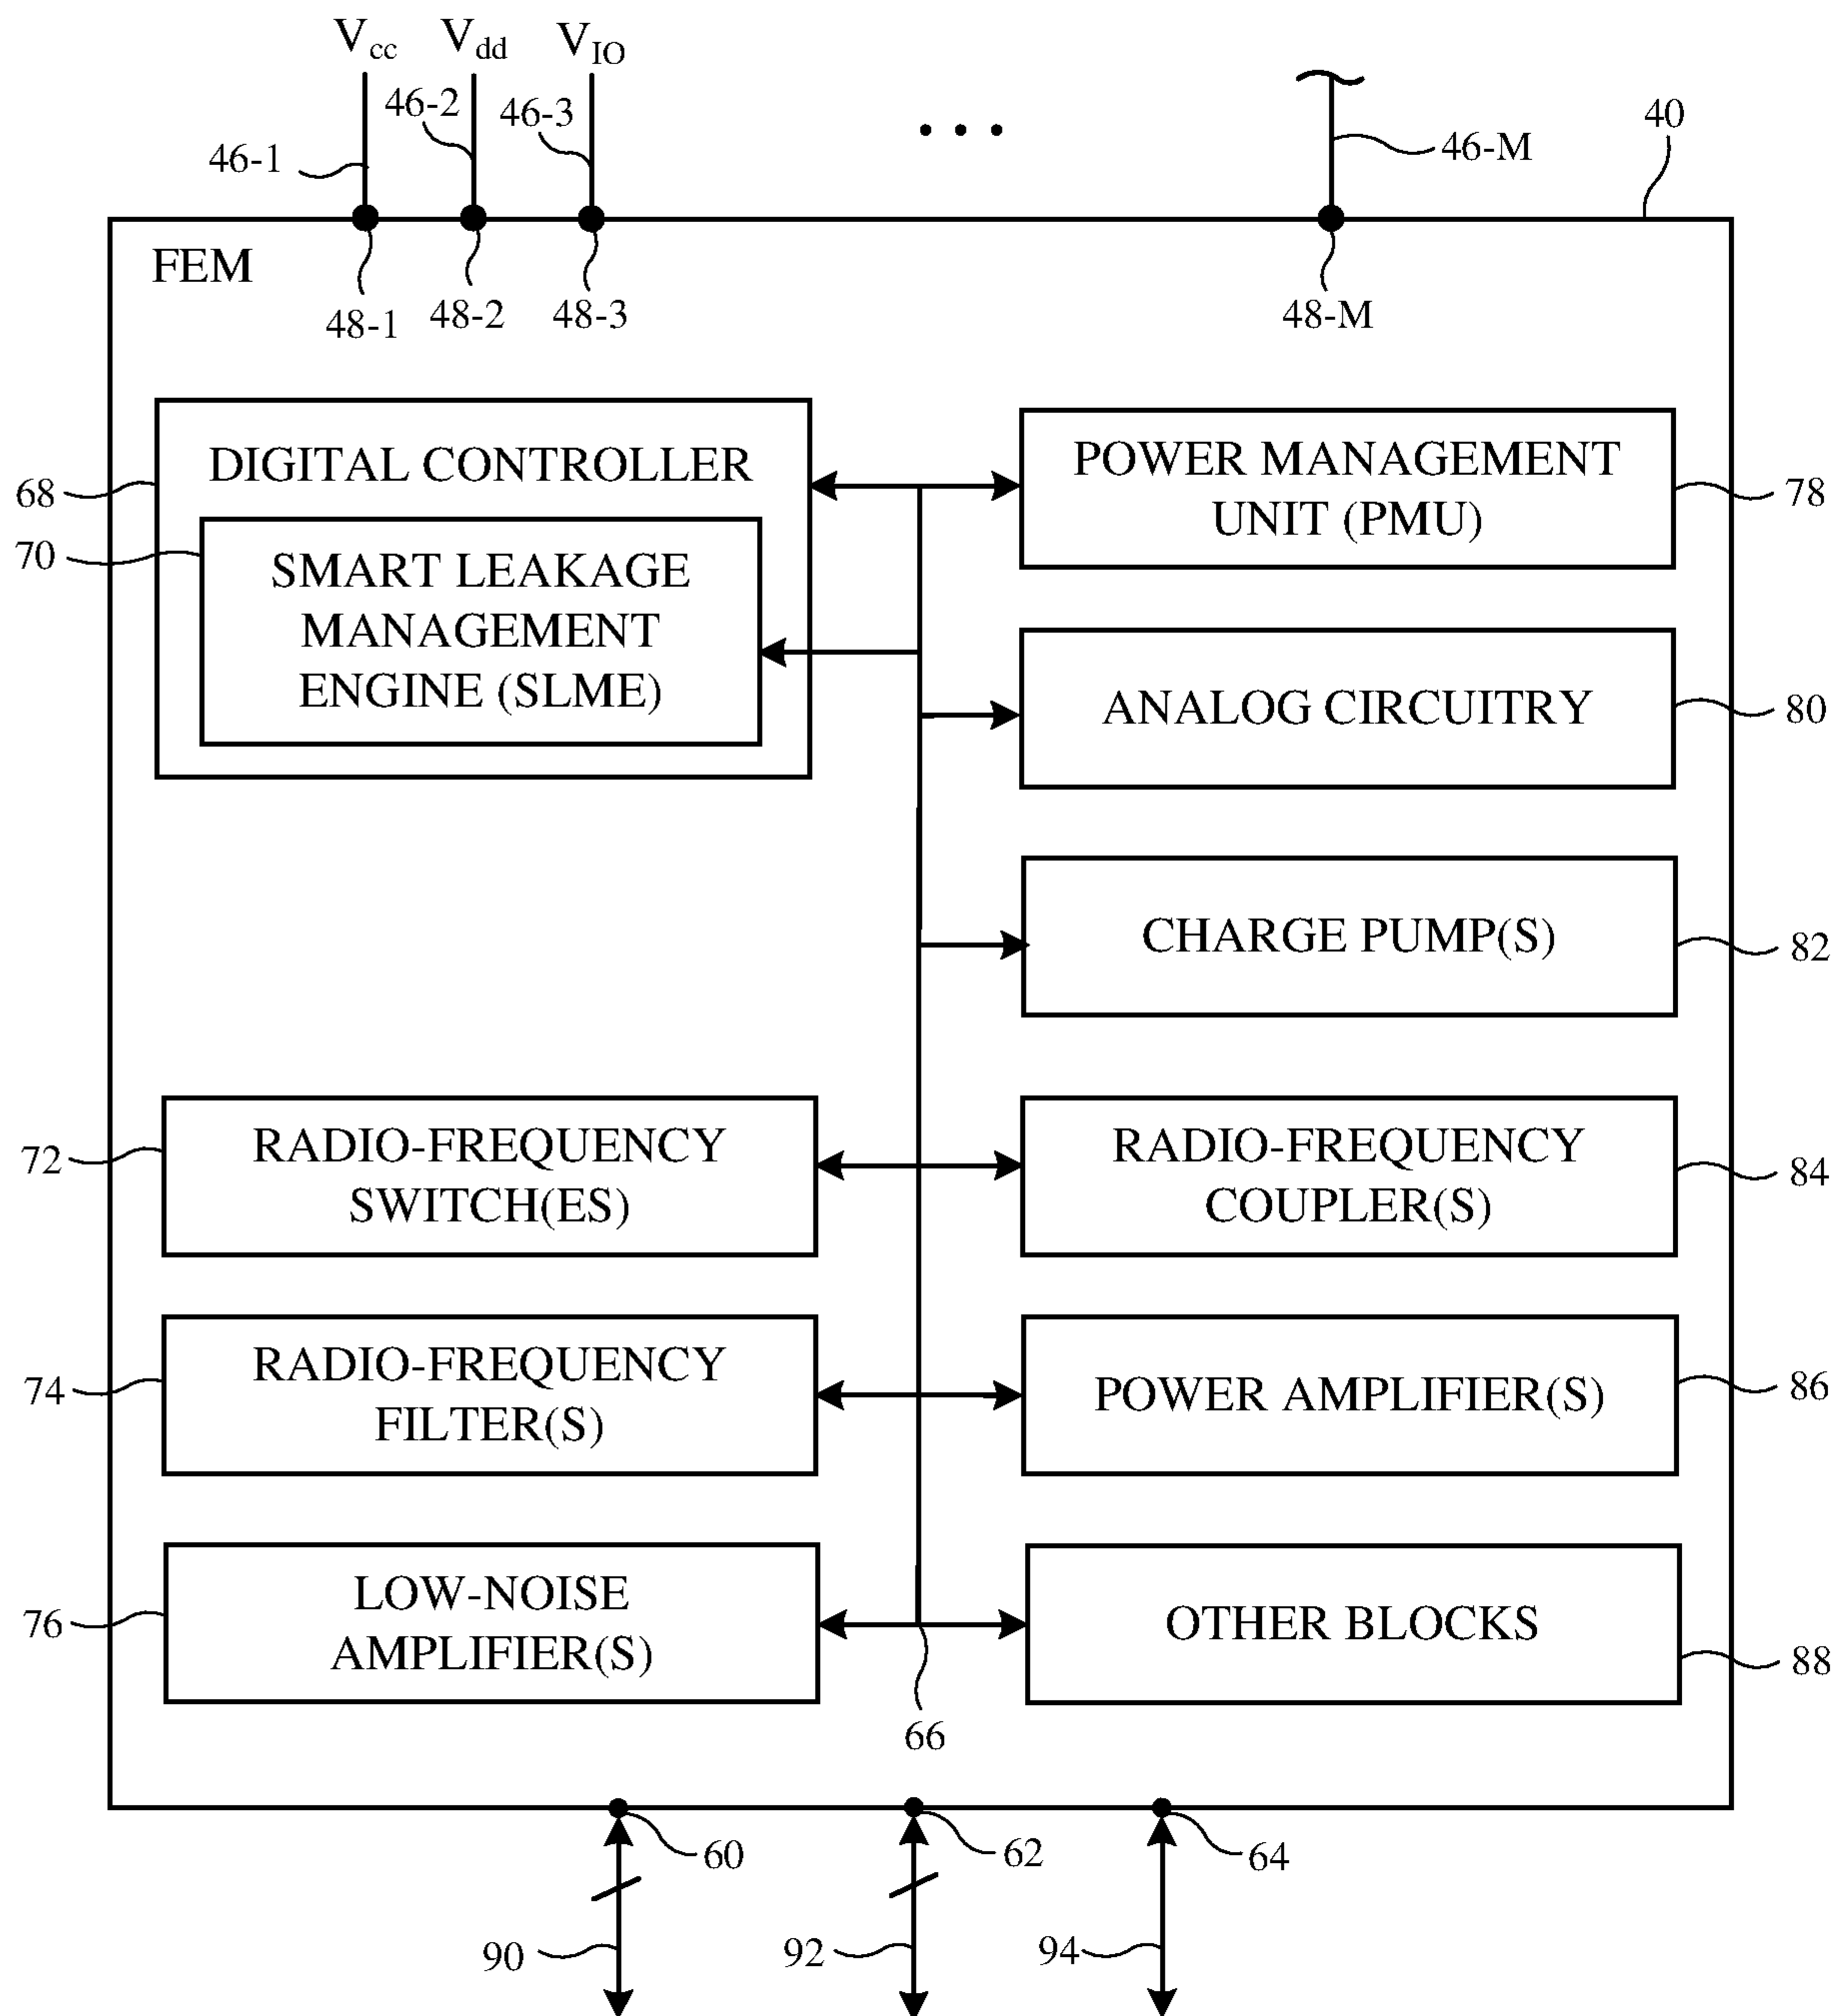 Vcc Vdd VIO
46-1 46-2 46-3 ... 46-M 40
FEM
48-1 48-2 48-3 48-M
68
DIGITAL CONTROLLER
70
SMART LEAKAGE
MANAGEMENT
ENGINE (SLME)
POWER MANAGEMENT
UNIT (PMU)
78
ANALOG CIRCUITRY
80
CHARGE PUMP(S)
82
72
RADIO-FREQUENCY
SWITCH(ES)
RADIO-FREQUENCY
COUPLER(S)
84
74
RADIO-FREQUENCY
FILTER(S)
POWER AMPLIFIER(S)
86
76
LOW-NOISE
AMPLIFIER(S)
OTHER BLOCKS
88
66
60 62 64
90 92 94